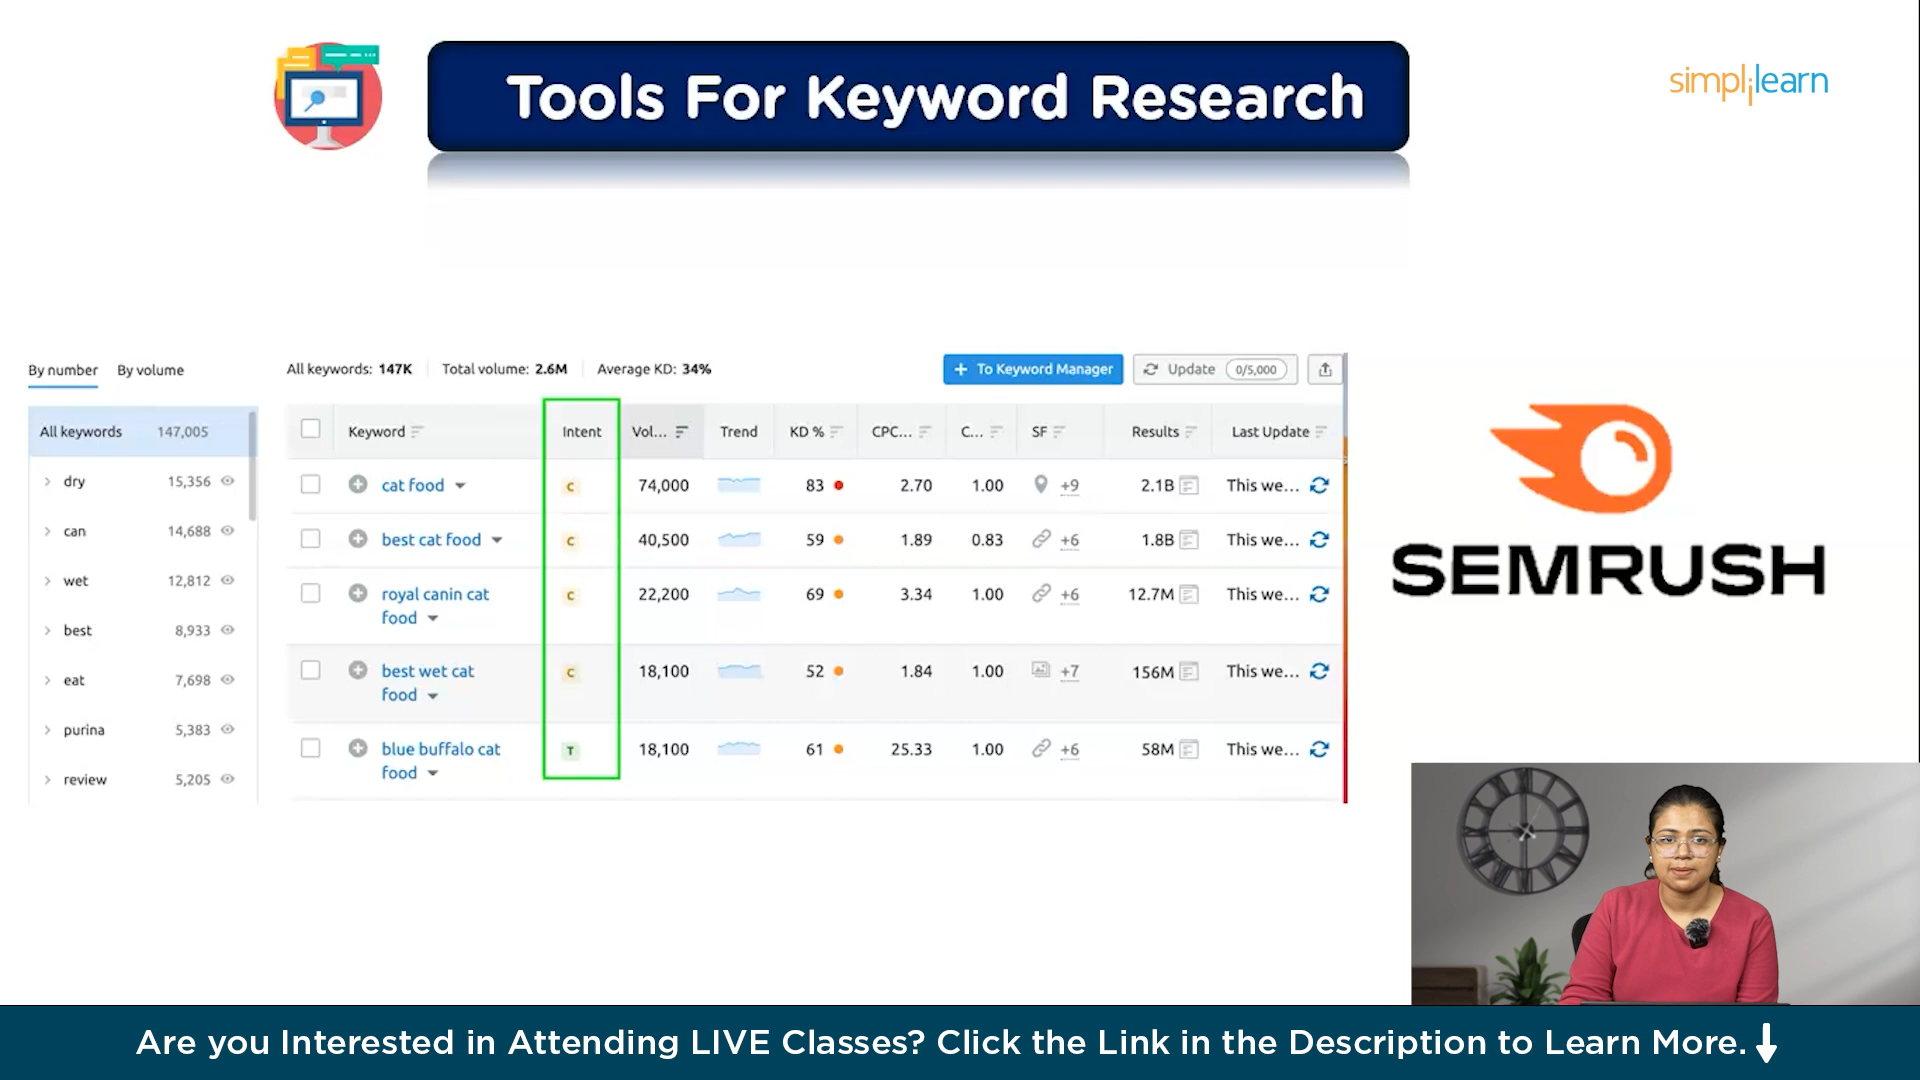 Tools For Keyword Research
simplilearn
By number By volume
All keywords: 147K Total volume: 2.6M Average KD: 34%
+ To Keyword Manager Update 0/5,000
All keywords 147,005
dry 15,356
can 14,688
wet 12,812
best 8,933
eat 7,698
purina 5,383
review 5,205
Keyword Intent Vol... Trend KD % CPC... C... SF Results Last Update
cat food C 74,000 83 2.70 1.00 +9 2.1B This we...
best cat food C 40,500 59 1.89 0.83 +6 1.8B This we...
royal canin cat C 22,200 69 3.34 1.00 +6 12.7M This we...
food
best wet cat C 18,100 52 1.84 1.00 +7 156M This we...
food
blue buffalo cat T 18,100 61 25.33 1.00 +6 58M This we...
food
SEMRUSH
Are you Interested in Attending LIVE Classes? Click the Link in the Description to Learn More.